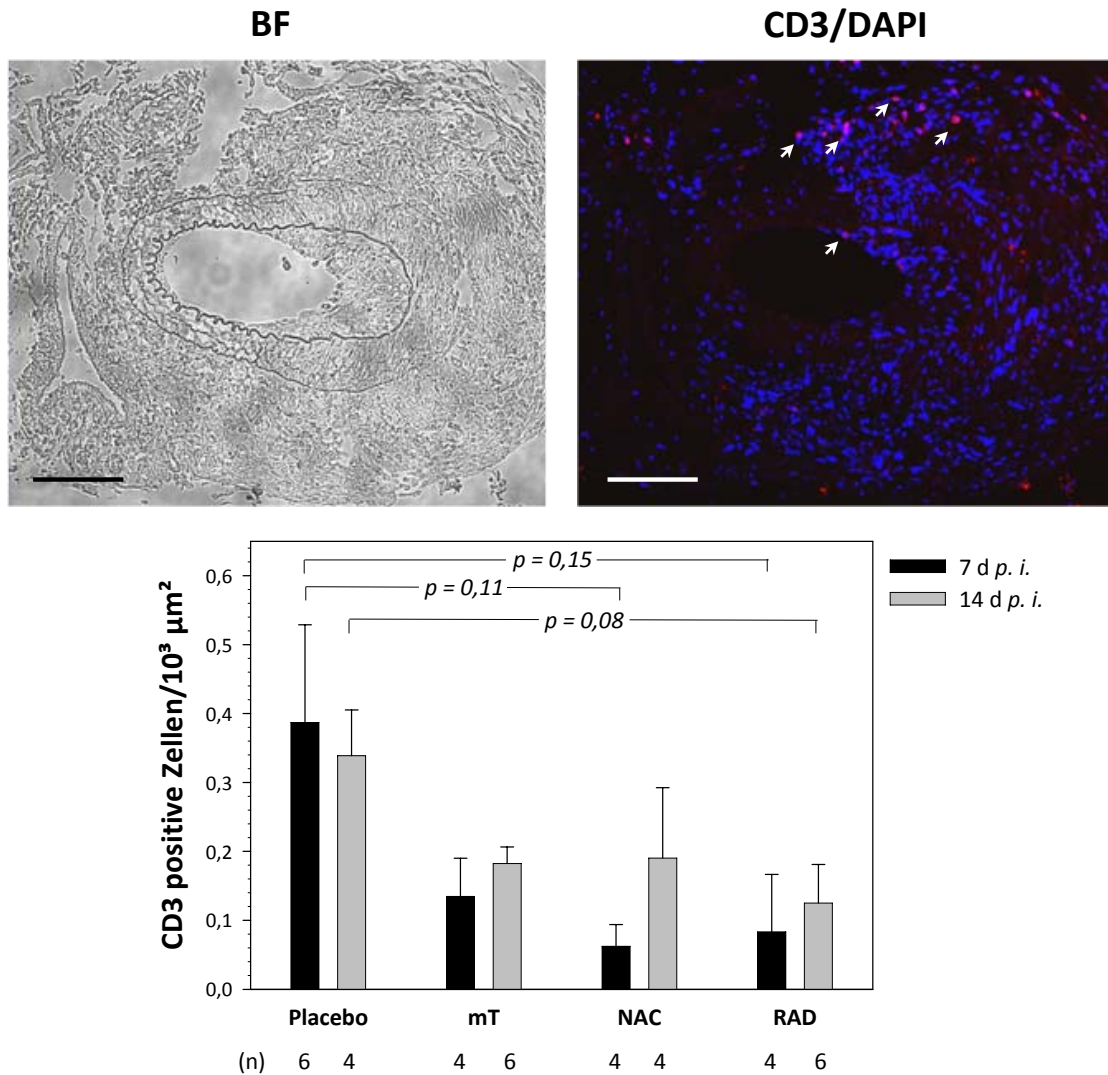 BF
CD3/DAPI
p = 0,15
p = 0,11
p = 0,08
7 d p. i.
14 d p. i.
CD3 positive Zellen/10³ µm²
0,6
0,5
0,4
0,3
0,2
0,1
0,0
Placebo mT NAC RAD
(n) 6 4 4 6 4 4 4 6